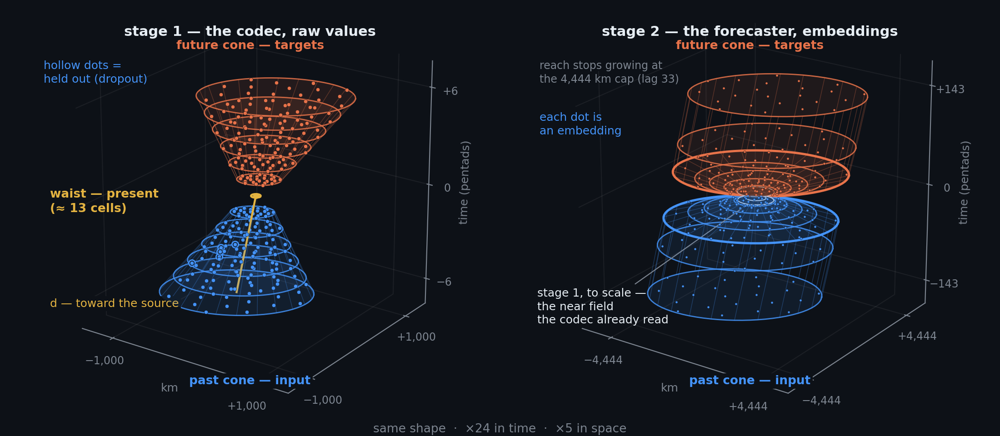 stage 1 — the codec, raw values
future cone — targets
hollow dots =
held out (dropout)
+6
0
−6
time (pentads)
waist — present
(≈ 13 cells)
d — toward the source
−1,000
km
+1,000
past cone — input
−1,000
+1,000
stage 2 — the forecaster, embeddings
future cone — targets
reach stops growing at
the 4,444 km cap (lag 33)
each dot is
an embedding
+143
0
−143
time (pentads)
stage 1, to scale —
the near field
the codec already read
−4,444
km
+4,444
past cone — input
−4,444
+4,444
same shape · ×24 in time · ×5 in space